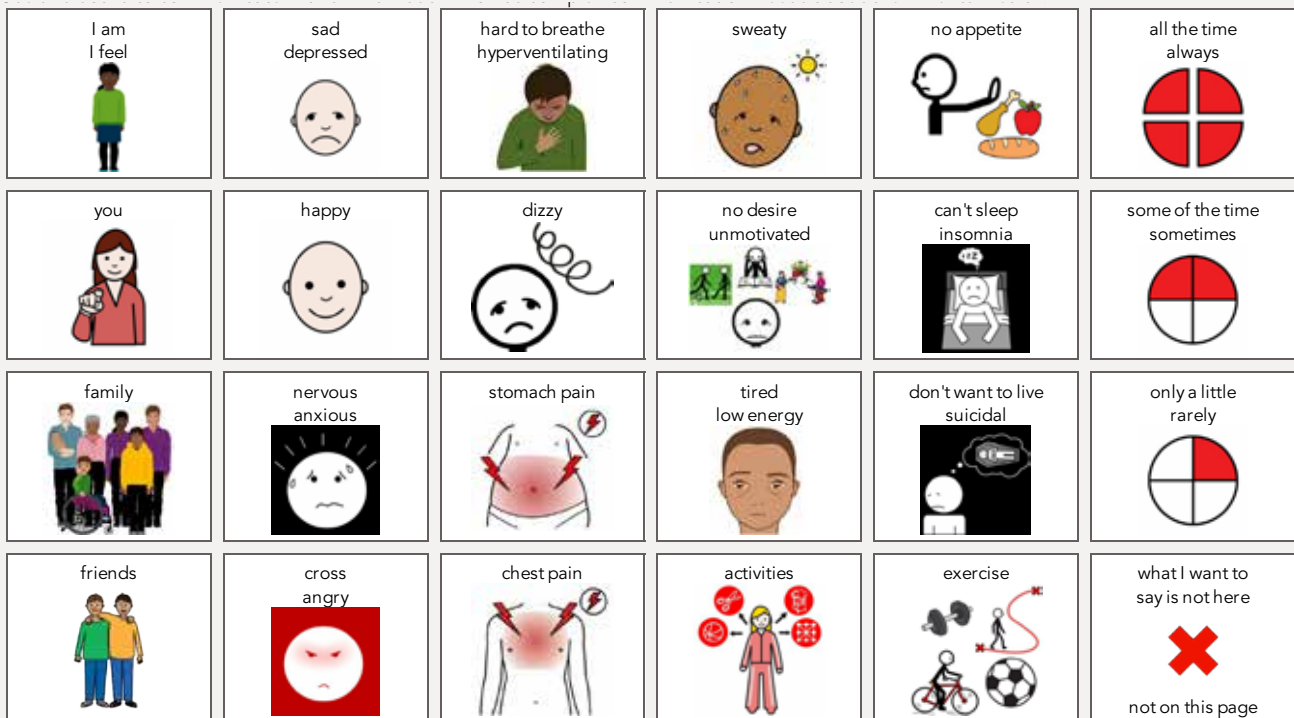 I am
I feel
sad
depressed
hard to breathe
hyperventilating
sweaty
no appetite
all the time
always
you
happy
dizzy
no desire
unmotivated
can't sleep
insomnia
some of the time
sometimes
family
nervous
anxious
stomach pain
tired
low energy
don't want to live
suicidal
only a little
rarely
friends
cross
angry
chest pain
activities
exercise
what I want to
say is not here
not on this page